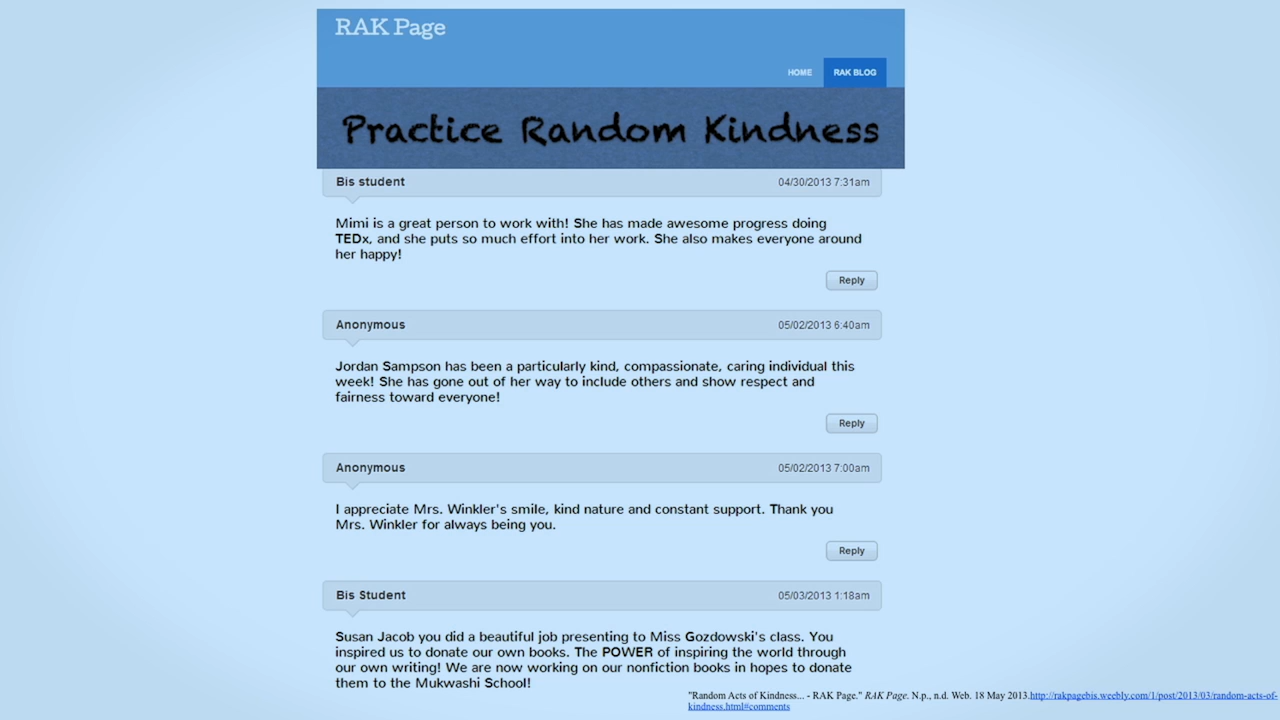 RAK Page
HOME
RAK BLOG
Practice Random Kindness
Bis student 04/30/2013 7:31am
Mimi is a great person to work with! She has made awesome progress doing
TEDx, and she puts so much effort into her work. She also makes everyone around
her happy!
Reply
Anonymous 05/02/2013 6:40am
Jordan Sampson has been a particularly kind, compassionate, caring individual this
week! She has gone out of her way to include others and show respect and
fairness toward everyone!
Reply
Anonymous 05/02/2013 7:00am
I appreciate Mrs. Winkler's smile, kind nature and constant support. Thank you
Mrs. Winkler for always being you.
Reply
Bis Student 05/03/2013 1:18am
Susan Jacob you did a beautiful job presenting to Miss Gozdowski's class. You
inspired us to donate our own books. The POWER of inspiring the world through
our own writing! We are now working on our nonfiction books in hopes to donate
them to the Mukwashi School!
"Random Acts of Kindness... - RAK Page." RAK Page. N.p., n.d. Web. 18 May 2013.http://rakpagebis.weebly.com/1/post/2013/03/random-acts-of-
kindness.html#comments